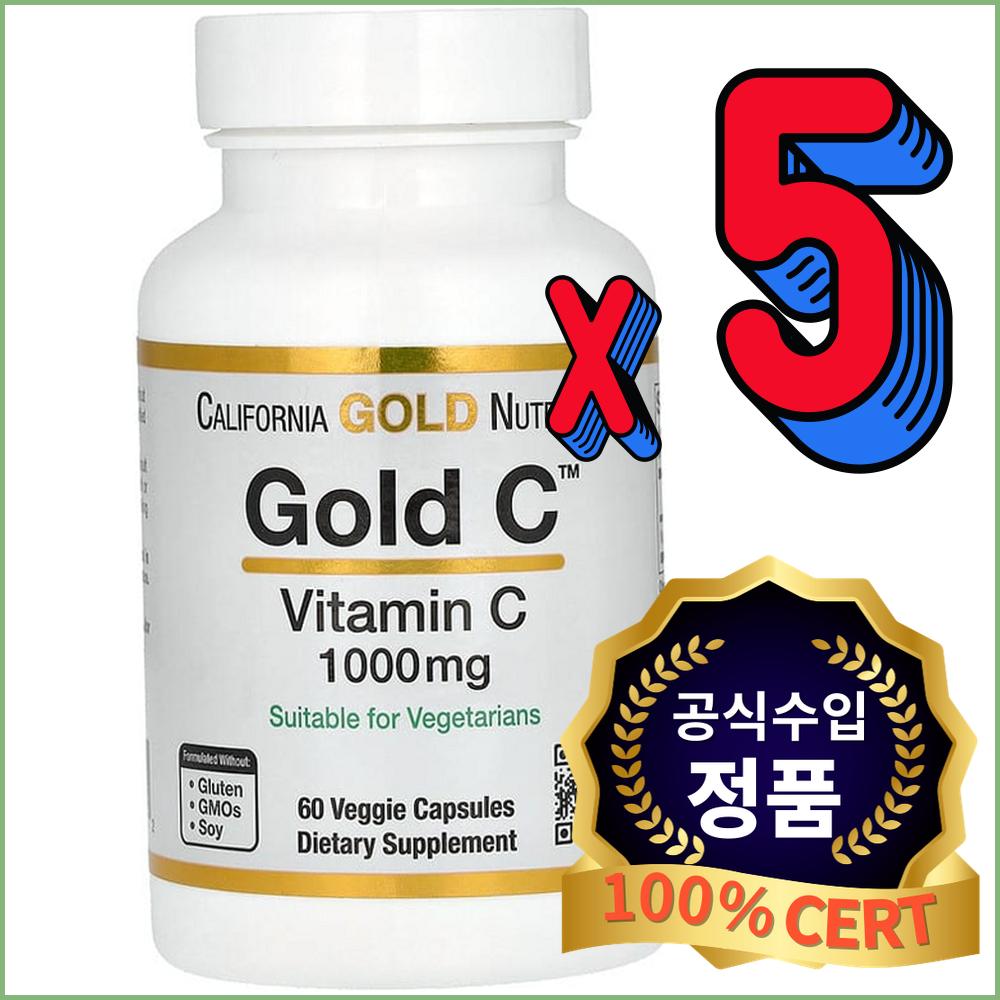 CALIFORNIA GOLD
Gold C™
Vitamin C
1000mg
Suitable for Vegetarians
Formulated Without:
• Gluten
• GMOs
• Soy
60 Veggie Capsules
Dietary Supplement
x 5
공식수입
정품
100% CERT